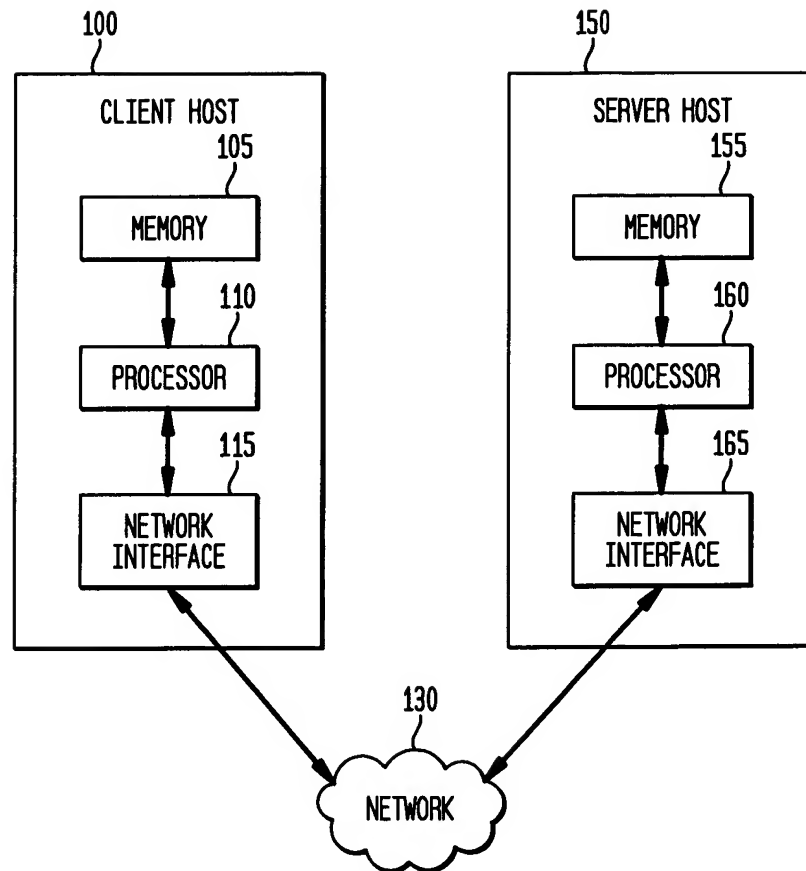 100
CLIENT HOST
105
MEMORY
110
PROCESSOR
115
NETWORK
INTERFACE
150
SERVER HOST
155
MEMORY
160
PROCESSOR
165
NETWORK
INTERFACE
130
NETWORK